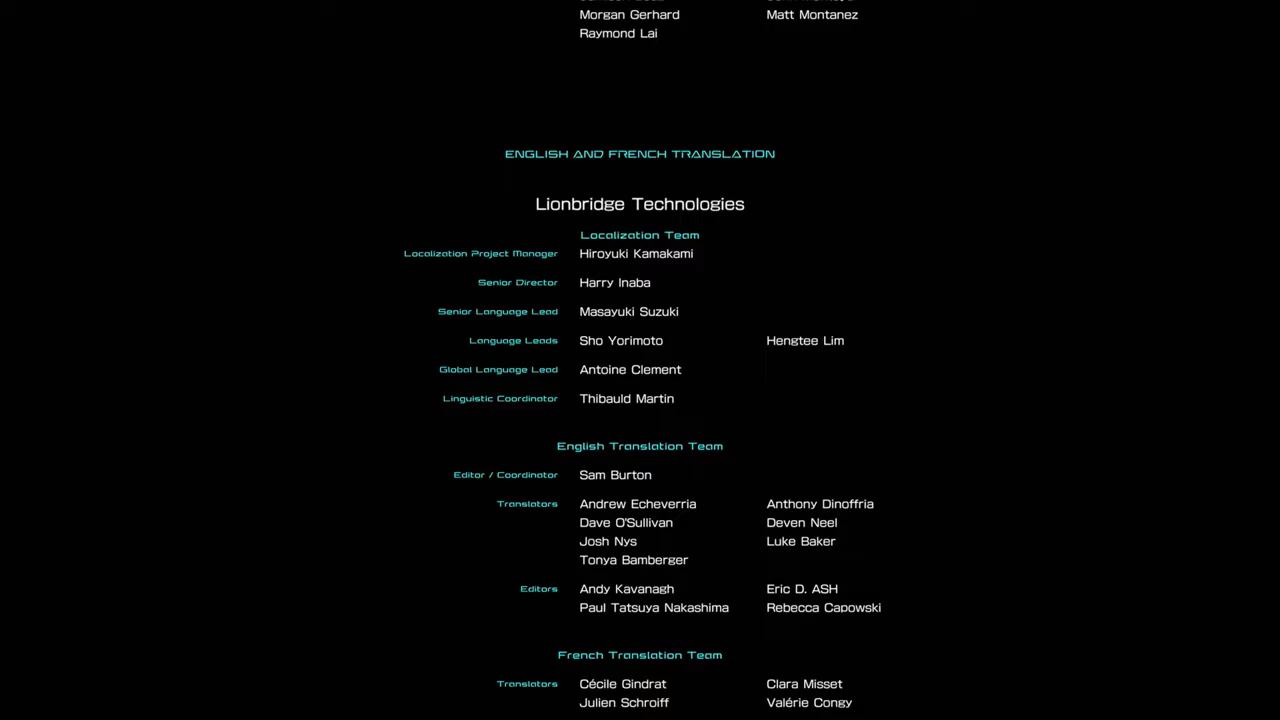 Morgan Gerhard Matt Montanez
Raymond Lai
ENGLISH AND FRENCH TRANSLATION
Lionbridge Technologies
Localization Team
Localization Project Manager Hiroyuki Kamakami
Senior Director Harry Inaba
Senior Language Lead Masayuki Suzuki
Language Leads Sho Yorimoto Hengtee Lim
Global Language Lead Antoine Clement
Linguistic Coordinator Thibauld Martin
English Translation Team
Editor / Coordinator Sam Burton
Translators Andrew Echeverria Anthony Dinoffria
Dave O'Sullivan Deven Neel
Josh Nys Luke Baker
Tonya Bamberger
Editors Andy Kavanagh Eric D. ASH
Paul Tatsuya Nakashima Rebecca Capowski
French Translation Team
Translators Cécile Gindrat Clara Misset
Julien Schroiff Valérie Congy